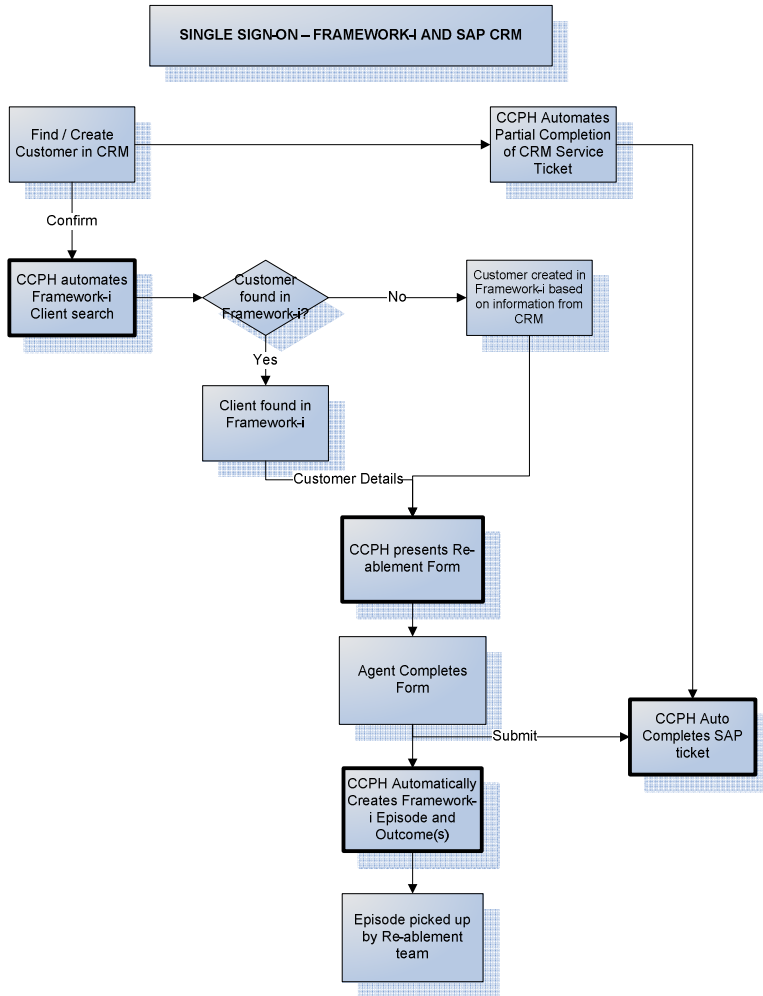 SINGLE SIGN-ON – FRAMEWORK-I AND SAP CRM
Find / Create
Customer in CRM
CCPH Automates
Partial Completion
of CRM Service
Ticket
Confirm
CCPH automates
Framework-i
Client search
Customer
found in
Framework-i?
No
Customer created in
Framework-i based
on information from
CRM
Yes
Client found in
Framework-i
Customer Details
CCPH presents Re-
ablement Form
Agent Completes
Form
Submit
CCPH Auto
Completes SAP
ticket
CCPH Automatically
Creates Framework-
i Episode and
Outcome(s)
Episode picked up
by Re-ablement
team